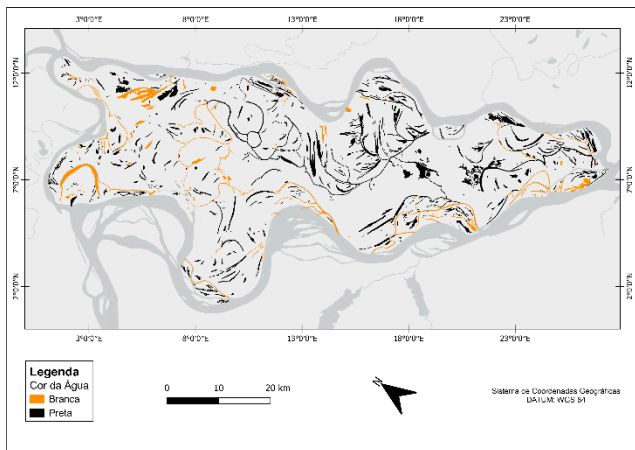 3°0'0"E 8°0'0"E 13°0'0"E 18°0'0"E 23°0'0"E
12°0'0"N 12°0'0"N
7°0'0"N 7°0'0"N
2°0'0"N 2°0'0"N
3°0'0"E 8°0'0"E 13°0'0"E 18°0'0"E 23°0'0"E
Legenda
Cor da Água
Branca
Preta
0 10 20 km
N
Sistema de Coordenadas Geográficas
DATUM: WGS 84